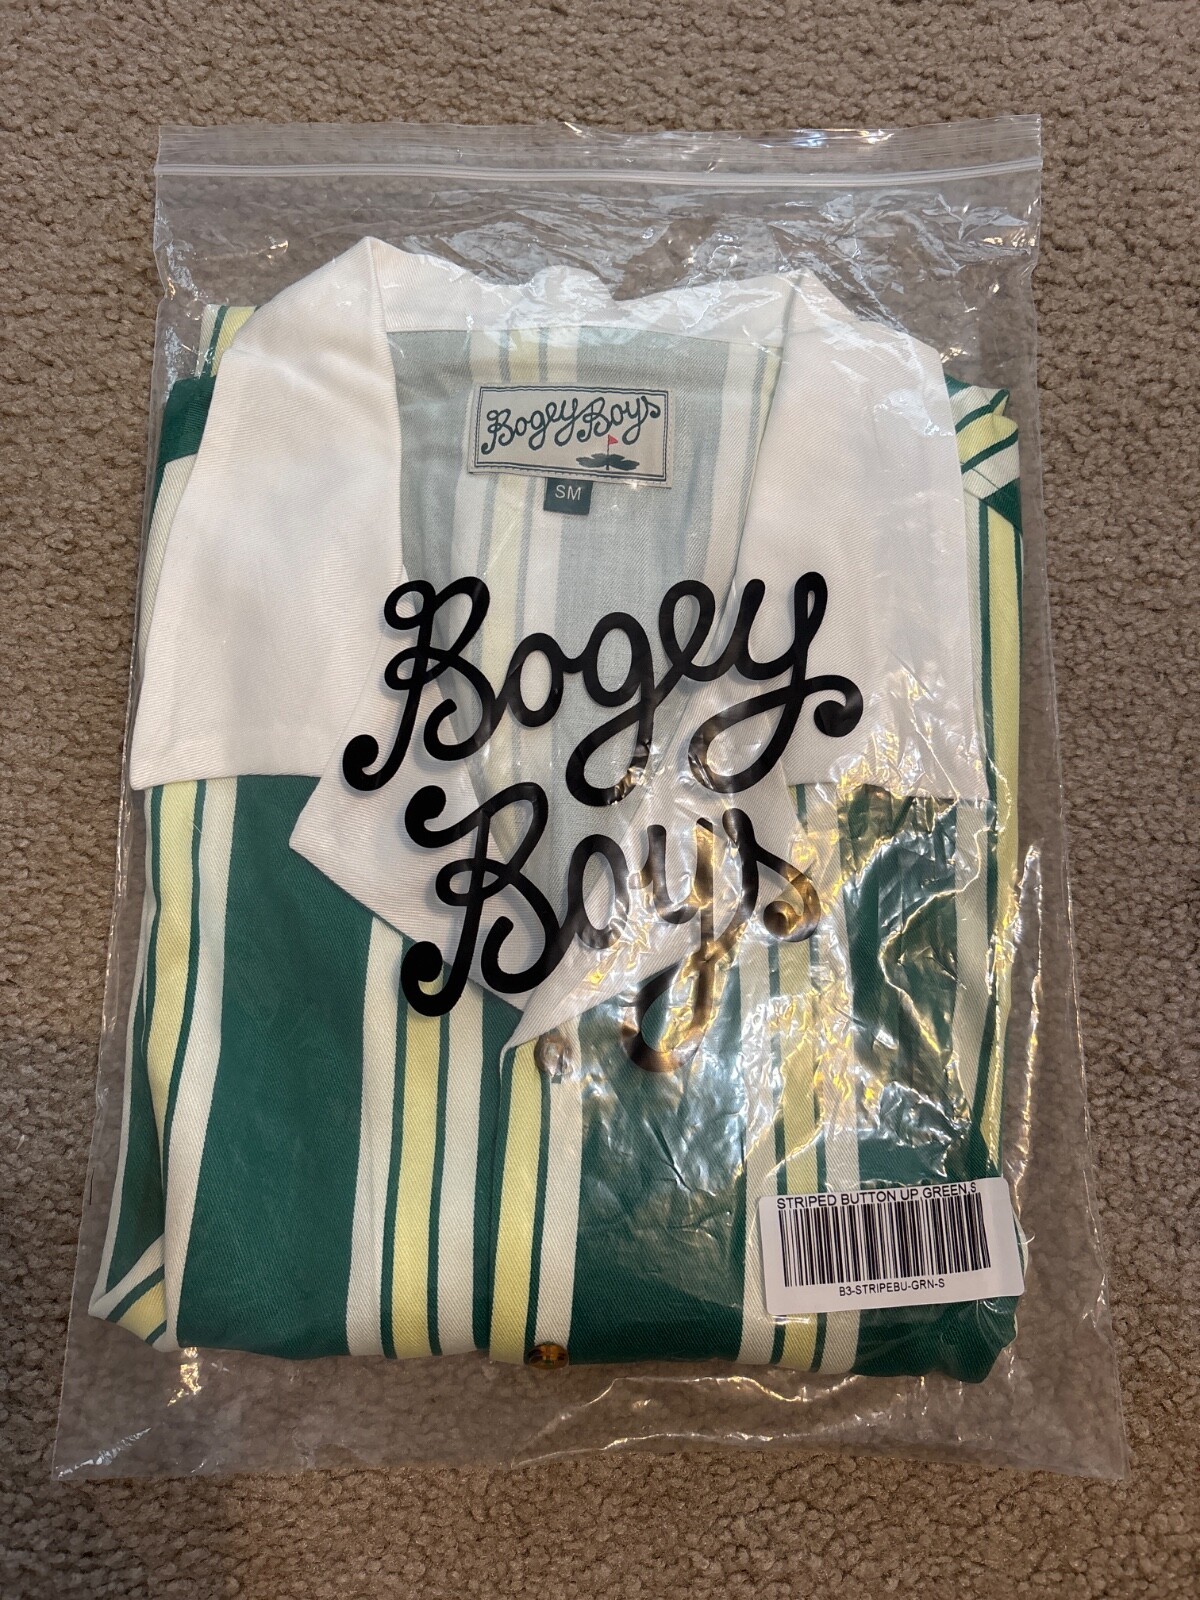 Bogey Boys
SM
Bogey
Boys
STRIPED BUTTON UP GREEN S
B3-STRIPEBU-GRN-S